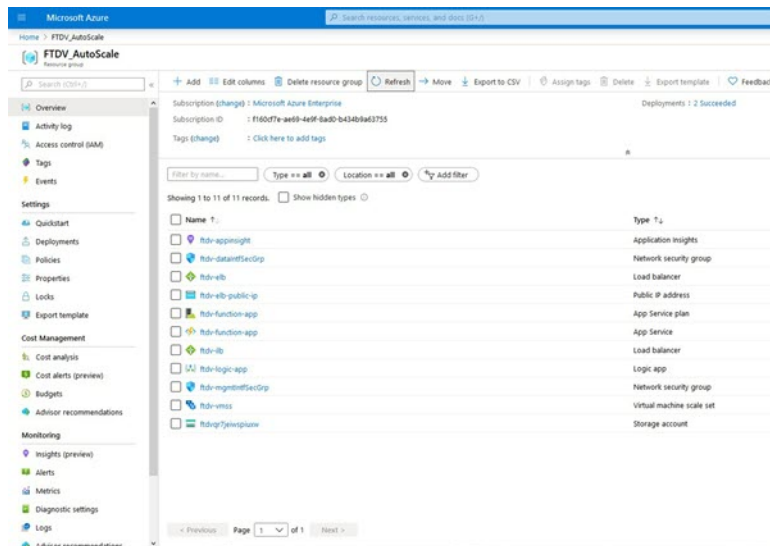 Microsoft Azure
Search resources, services, and docs (G+/)
Home > FTDV_AutoScale
FTDV_AutoScale
Resource group
Search (Ctrl+/)
Add Edit columns Delete resource group Refresh Move Export to CSV Assign tags Delete Export template Feedbac
Overview
Activity log
Access control (IAM)
Tags
Events
Settings
Quickstart
Deployments
Policies
Properties
Locks
Export template
Cost Management
Cost analysis
Cost alerts (preview)
Budgets
Advisor recommendations
Monitoring
Insights (preview)
Alerts
Metrics
Diagnostic settings
Logs
Advisor recommendations
Subscription (change) : Microsoft Azure Enterprise
Deployments : 2 Succeeded
Subscription ID : f160df7e-ae69-4e9f-8ad0-b434b9a63755
Tags (change) : Click here to add tags
Filter by name... Type == all Location == all Add filter
Showing 1 to 11 of 11 records. Show hidden types
Name Type
ftdv-appinsight Application Insights
ftdv-dataIntfSecGrp Network security group
ftdv-elb Load balancer
ftdv-elb-public-ip Public IP address
ftdv-function-app App Service plan
ftdv-function-app App Service
ftdv-ilb Load balancer
ftdv-logic-app Logic app
ftdv-mgmtIntfSecGrp Network security group
ftdv-vmss Virtual machine scale set
Storage account
< Previous Page 1 of 1 Next >